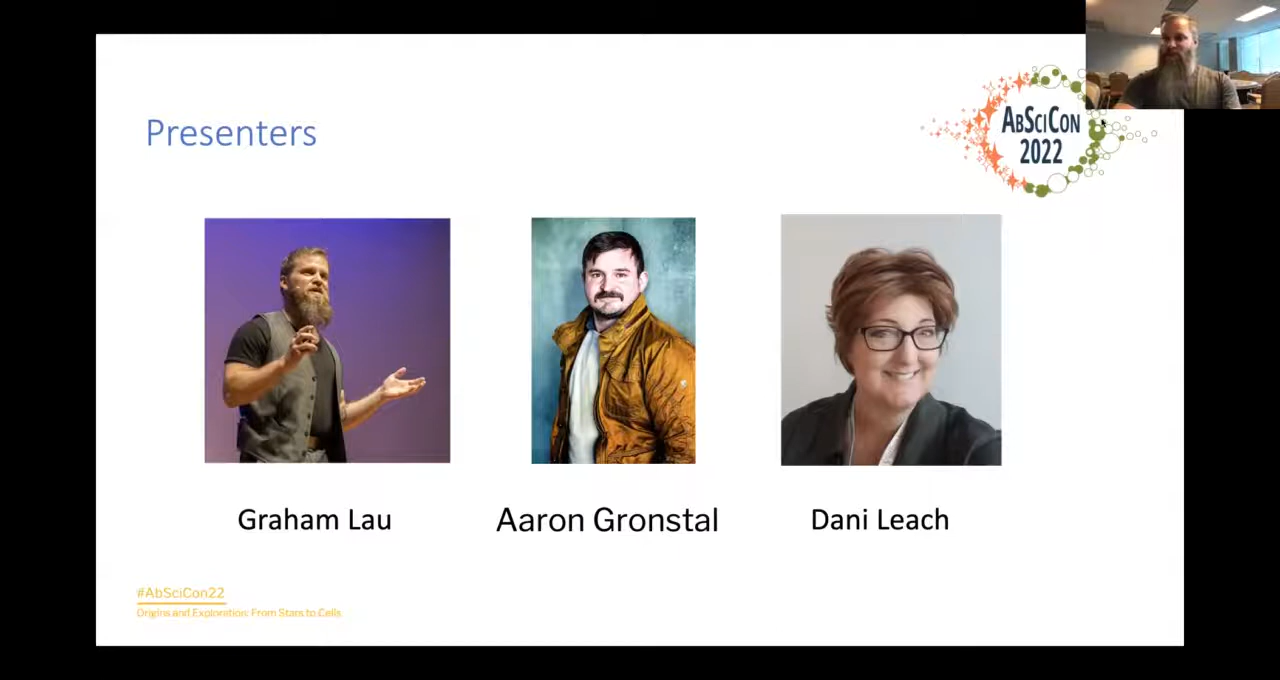 Presenters
ABSCICON
2022
Graham Lau
Aaron Gronstal
Dani Leach
#AbSciCon22
Origins and Exploration: From Stars to Cells